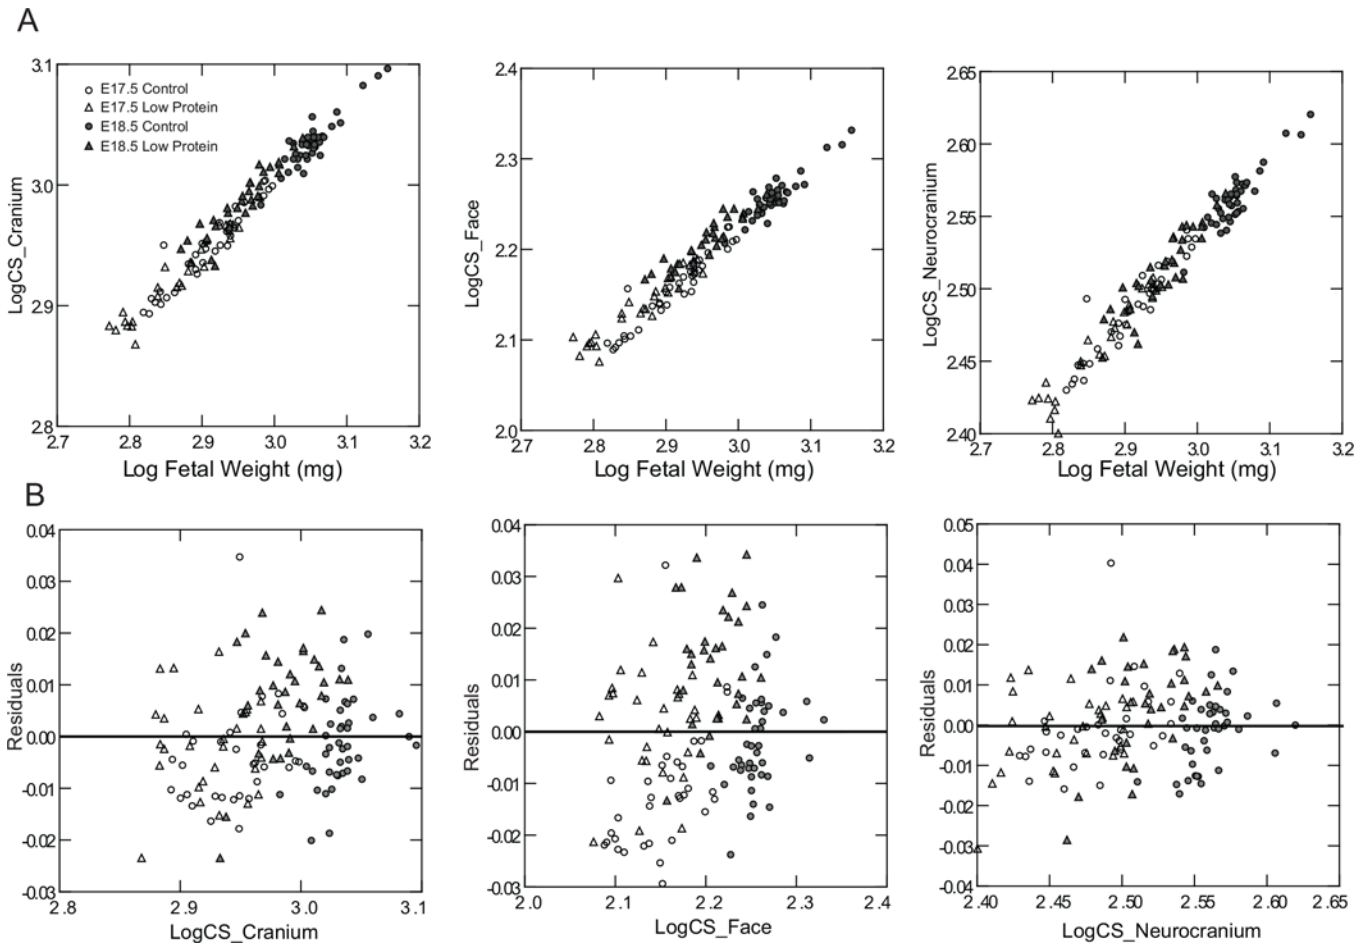 A
3.1
3.0
2.9
2.8
LogCS_Cranium
E17.5 Control
E17.5 Low Protein
E18.5 Control
E18.5 Low Protein
2.7 2.8 2.9 3.0 3.1 3.2
Log Fetal Weight (mg)
2.4
2.3
2.2
2.1
2.0
LogCS_Face
2.7 2.8 2.9 3.0 3.1 3.2
Log Fetal Weight (mg)
2.65
2.60
2.55
2.50
2.45
2.40
LogCS_Neurocranium
2.7 2.8 2.9 3.0 3.1 3.2
Log Fetal Weight (mg)
B
0.04
0.03
0.02
0.01
0.00
-0.01
-0.02
-0.03
Residuals
2.8 2.9 3.0 3.1
LogCS_Cranium
0.04
0.03
0.02
0.01
0.00
-0.01
-0.02
-0.03
Residuals
2.0 2.1 2.2 2.3 2.4
LogCS_Face
0.05
0.04
0.03
0.02
0.01
0.00
-0.01
-0.02
-0.03
-0.04
Residuals
2.40 2.45 2.50 2.55 2.60 2.65
LogCS_Neurocranium